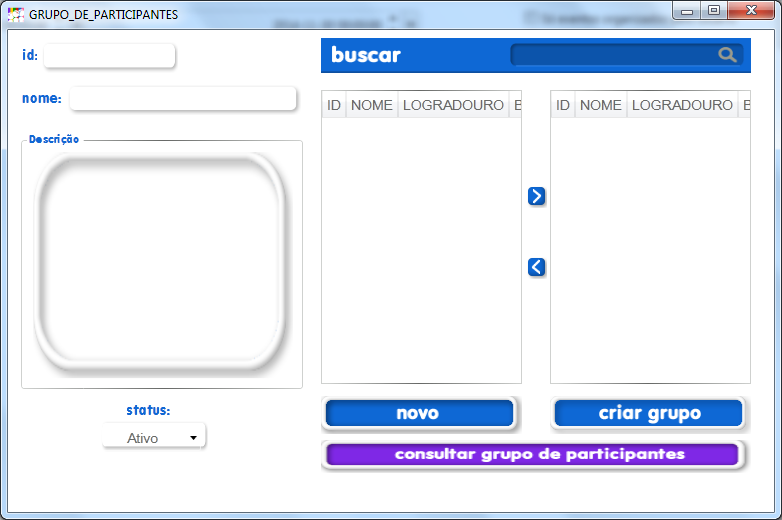 GRUPO_DE_PARTICIPANTES
id:
nome:
Descrição
status:
Ativo
buscar
ID NOME LOGRADOURO B
ID NOME LOGRADOURO B
novo
criar grupo
consultar grupo de participantes